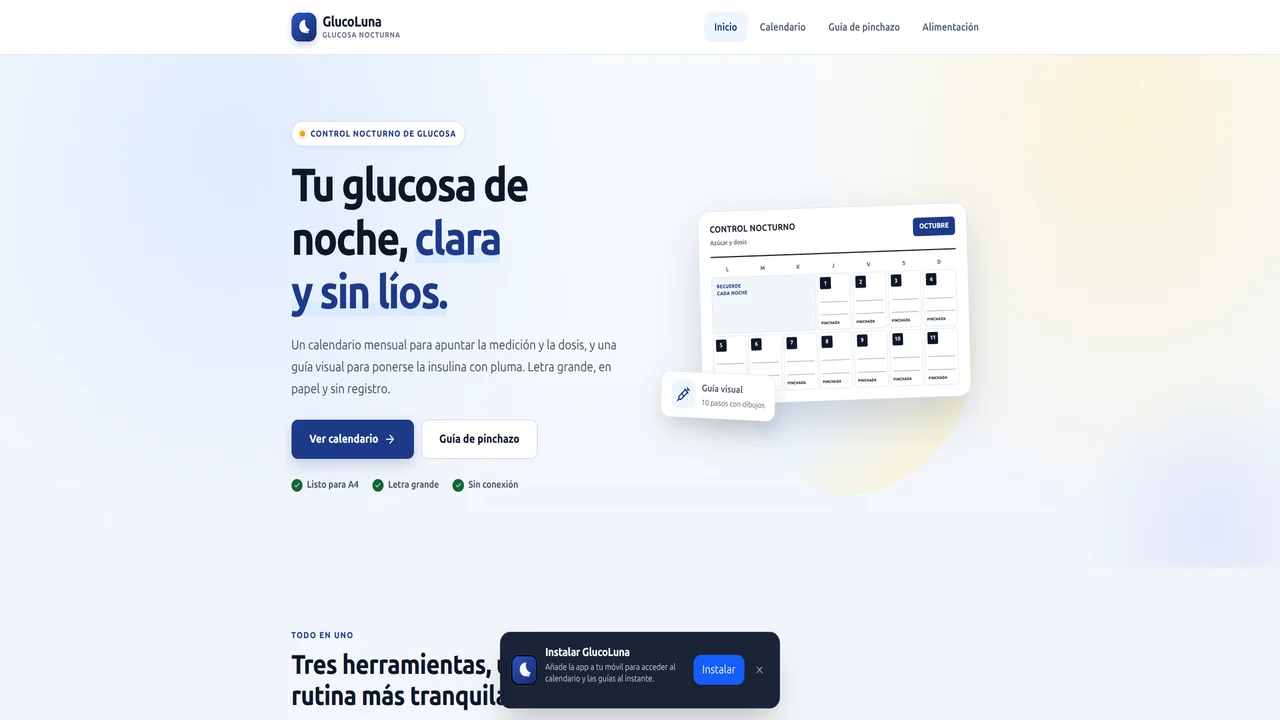 GlucoLuna
GLUCOSA NOCTURNA
Inicio
Calendario
Guía de pinchazo
Alimentación
CONTROL NOCTURNO DE GLUCOSA
Tu glucosa de
noche, clara
y sin líos.
Un calendario mensual para apuntar la medición y la dosis, y una
guía visual para ponerse la insulina con pluma. Letra grande, en
papel y sin registro.
Ver calendario →
Guía de pinchazo
Listo para A4
Letra grande
Sin conexión
CONTROL NOCTURNO
Azúcar y dosis
OCTUBRE
L M X J V S D
RECUERDE
CADA NOCHE
1 2 3 4
PINCHADA PINCHADA PINCHADA PINCHADA
5 6 7 8 9 10 11
PINCHADA PINCHADA PINCHADA PINCHADA PINCHADA
Guía visual
10 pasos con dibujos
TODO EN UNO
Tres herramientas,
rutina más tranquila
Instalar GlucoLuna
Añade la app a tu móvil para acceder al
calendario y las guías al instante.
Instalar